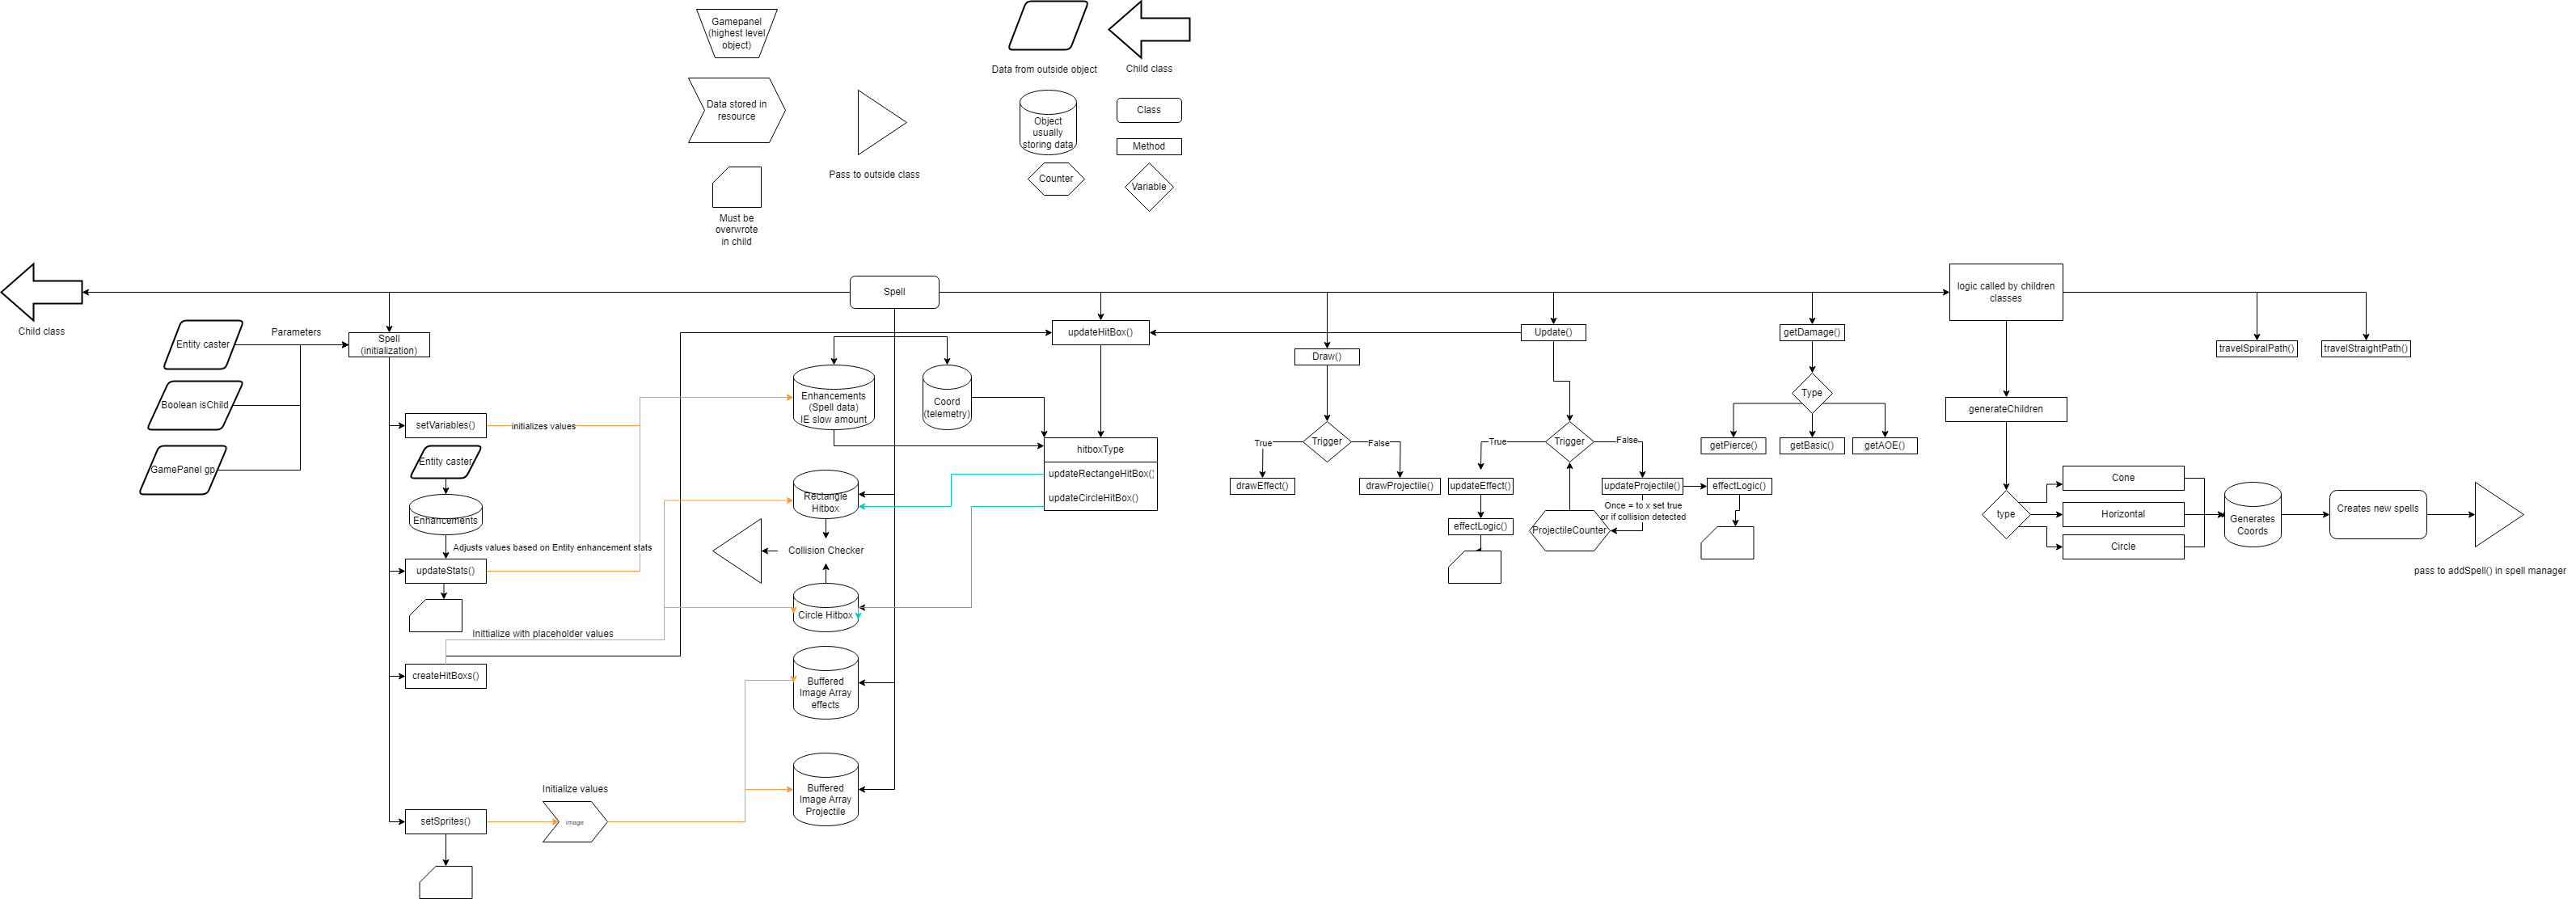 Gamepanel
(highest level
object)
Data from outside object
Child class
Data stored in
resource
Class
Object
usually
storing data
Method
Pass to outside class
Counter
Variable
Must be
overwrote
in child
Spell
logic called by children
classes
Child class
Entity caster
Parameters
Spell
(initialization)
updateHitBox()
Update()
getDamage()
travelSpiralPath()
travelStraightPath()
Draw()
Boolean isChild
Enhancements
(Spell data)
IE slow amount
Coord
(telemetry)
Type
generateChildren
setVariables()
initializes values
hitboxType
True
Trigger
False
True
Trigger
False
getPierce()
getBasic()
getAOE()
GamePanel gp
Entity caster
updateRectangeHitBox()
updateCircleHitBox()
drawEffect()
drawProjectile()
updateEffect()
updateProjectile()
effectLogic()
Cone
Rectangle
Hitbox
Once = to x set true
or if collision detected
type
Horizontal
Generates
Coords
Creates new spells
Enhancements
effectLogic()
ProjectileCounter
Adjusts values based on Entity enhancement stats
Collision Checker
Circle
updateStats()
pass to addSpell() in spell manager
Circle Hitbox
Inittialize with placeholder values
createHitBoxs()
Buffered
Image Array
effects
Initialize values
Buffered
Image Array
Projectile
setSprites()
image